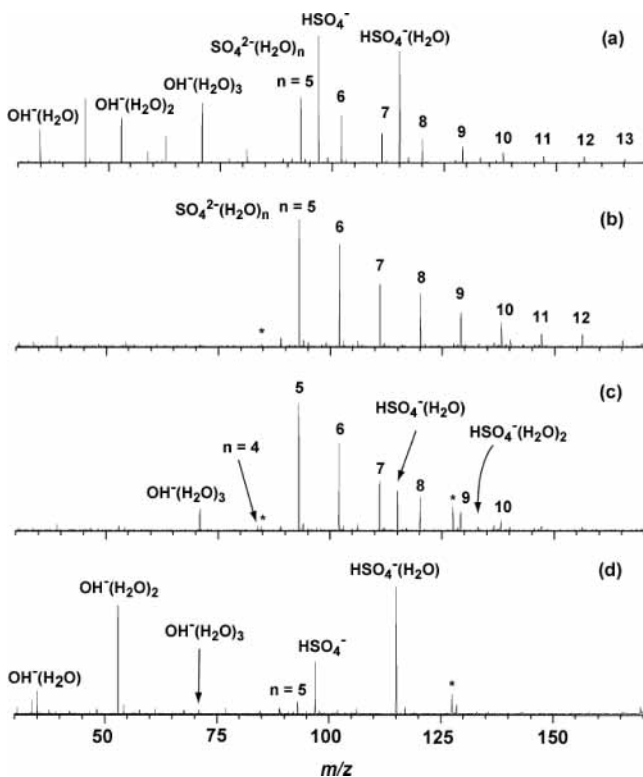 HSO₄⁻
SO₄²⁻(H₂O)ₙ HSO₄⁻(H₂O) (a)
OH⁻(H₂O)₃ n = 5
OH⁻(H₂O)₂ 6
OH⁻(H₂O) 7 8 9 10 11 12 13
SO₄²⁻(H₂O)ₙ n = 5 (b)
6
7 8
9 10 11 12
*
5 (c)
HSO₄⁻(H₂O)
6 HSO₄⁻(H₂O)₂
n = 4
7 8
OH⁻(H₂O)₃ * * 9 10
HSO₄⁻(H₂O) (d)
OH⁻(H₂O)₂
OH⁻(H₂O)₃ HSO₄⁻
OH⁻(H₂O) n = 5 *
50 75 100 125 150
m/z